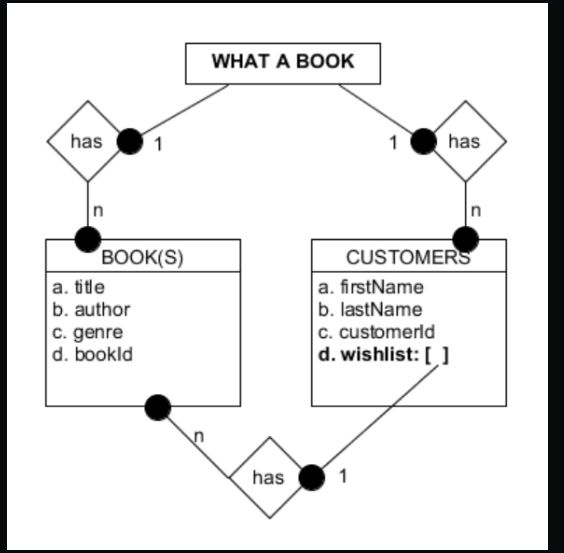 WHAT A BOOK
has
1
1
has
n
n
BOOK(S)
a. title
b. author
c. genre
d. bookId
CUSTOMERS
a. firstName
b. lastName
c. customerId
d. wishlist: [ ]
n
has
1